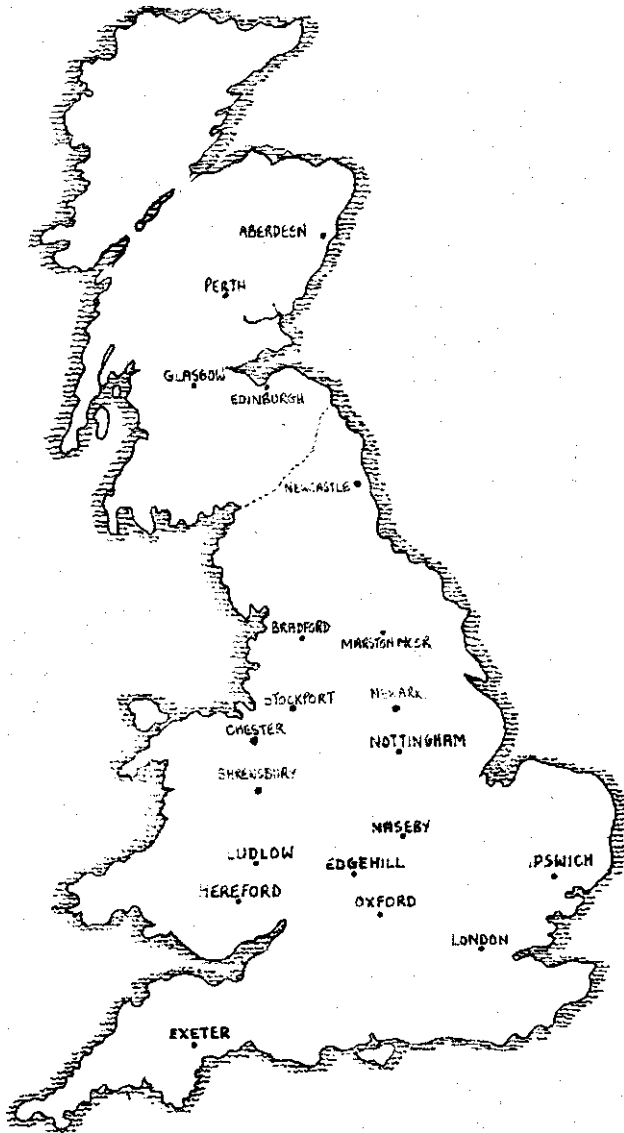 ABERDEEN
PERTH
GLASGOW
EDINBURGH
NEWCASTLE
BRADFORD
MARSTON MOOR
STOCKPORT
NEWARK
CHESTER
NOTTINGHAM
SHREWSBURY
NASEBY
LUDLOW
EDGEHILL
IPSWICH
HEREFORD
OXFORD
LONDON
EXETER